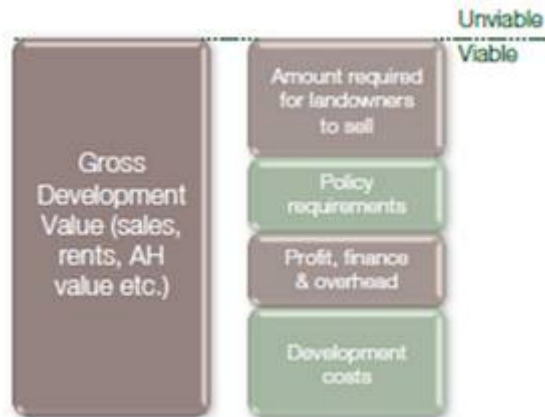 Unviable
Viable
Gross
Development
Value (sales,
rents, AH
value etc.)
Amount required
for landowners
to sell
Policy
requirements
Profit, finance
& overhead
Development
costs